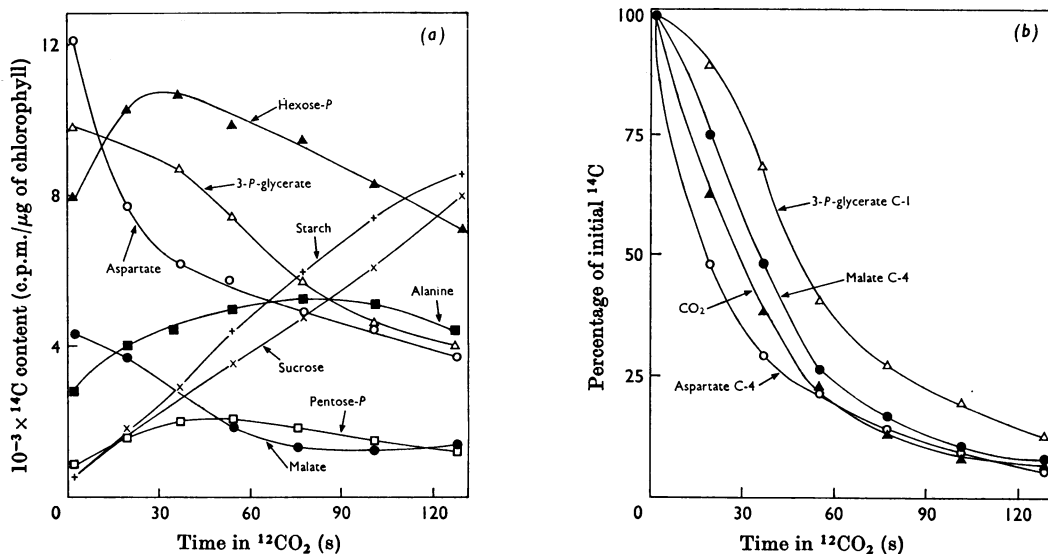 (a)
12
8
4
0
30
60
90
120
10⁻³ × ¹⁴C content (c.p.m./µg of chlorophyll)
Time in ¹²CO₂ (s)
Hexose-P
3-P-glycerate
Aspartate
Starch
Alanine
Sucrose
Pentose-P
Malate
(b)
100
75
50
25
0
30
60
90
120
Percentage of initial ¹⁴C
Time in ¹²CO₂ (s)
3-P-glycerate C-1
Malate C-4
CO₂
Aspartate C-4